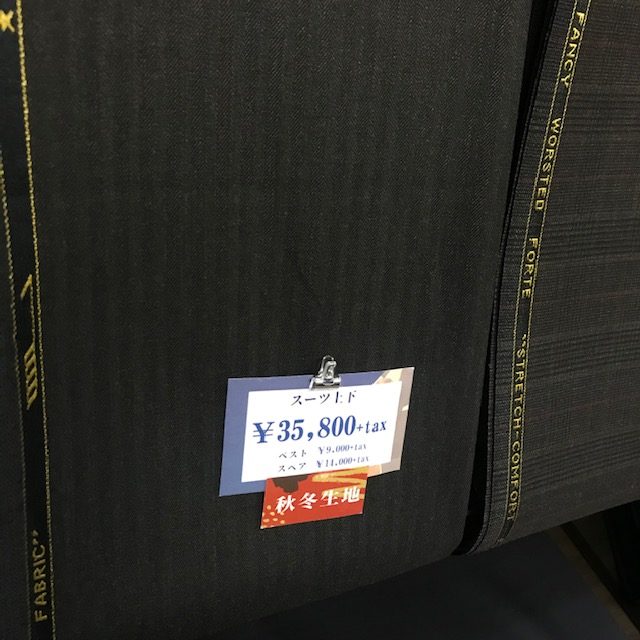 FABRIC"
スーツ上下
¥35,800+tax
ベスト ¥9,000+tax
スペア ¥14,000+tax
秋冬生地
FANCY WORSTED FORTE "STRETCH-COMFORT